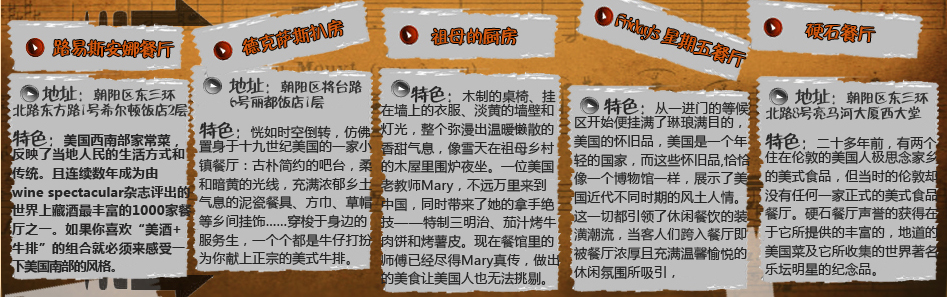 路易斯安娜餐厅
地址：朝阳区东三环
北路东方路1号希尔顿饭店2层
特色：美国西南部家常菜，
反映了当地人民的生活方式和
传统。且连续数年成为由
wine spectacular杂志评出的
世界上藏酒最丰富的1000家餐
厅之一。如果你喜欢“美酒+
牛排”的组合就必须来感受一
下美国南部的风格。
德克萨斯扒房
地址：朝阳区将台路
6号丽都饭店1层
特色：恍如时空倒转，仿佛
置身于十九世纪美国的一家小
镇餐厅：古朴简约的吧台，柔
和暗黄的光线，充满浓郁乡土
气息的泥瓷餐具、方巾、草帽
等乡间挂饰……穿梭于身边的
服务生，一个个都是牛仔打扮
为你献上正宗的美式牛排。
祖母的厨房
特色：木制的桌椅、挂
在墙上的衣服、淡黄的墙壁和
灯光，整个弥漫出温暖懒散的
香甜气息，像雪天在祖母乡村
的木屋里围炉夜坐。一位美国
老教师Mary，不远万里来到
中国，同时带来了她的拿手绝
技——特制三明治、茄汁烤牛
肉饼和烤薯皮。现在餐馆里的
师傅已经尽得Mary真传，做出
的美食让美国人也无法挑剔。
Friday's 星期五餐厅
特色：从一进门的等候
区开始便挂满了琳琅满目的，
美国的怀旧品，美国是一个年
轻的国家，而这些怀旧品,恰恰
像一个博物馆一样，展示了美
国近代不同时期的风土人情。
这一切都引领了休闲餐饮的装
潢潮流，当客人们跨入餐厅即
被餐厅浓厚且充满温馨愉悦的
休闲氛围所吸引，
硬石餐厅
地址：朝阳区东三环
北路8号亮马河大厦西大堂
特色：二十多年前，有两个
住在伦敦的美国人极思念家乡
的美式食品，但当时的伦敦却
没有任何一家正式的美式食品
餐厅。硬石餐厅声誉的获得在
于它所提供的丰富的，地道的
美国菜及它所收集的世界著名
乐坛明星的纪念品。